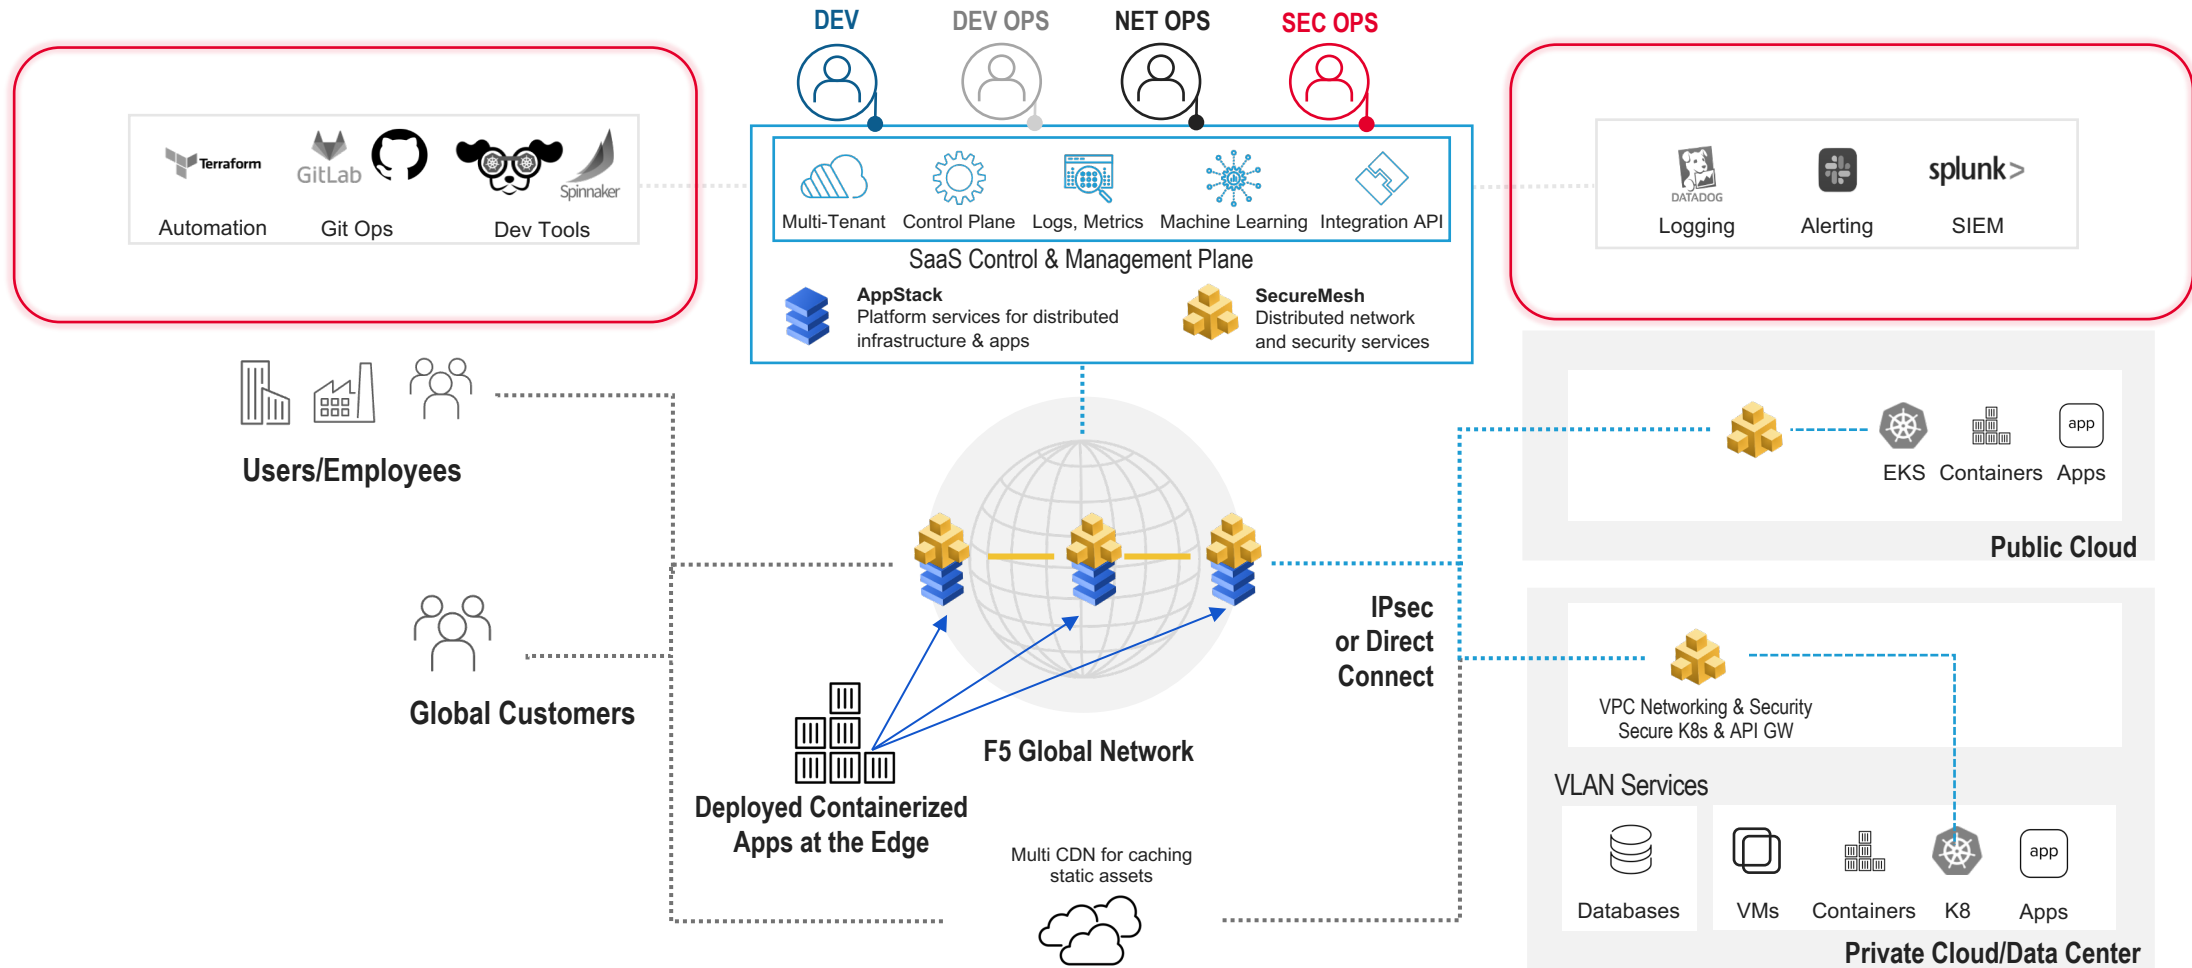 DEV
DEV OPS
NET OPS
SEC OPS
Terraform
GitLab
Spinnaker
Automation
Git Ops
Dev Tools
Multi-Tenant
Control Plane
Logs, Metrics
Machine Learning
Integration API
SaaS Control & Management Plane
AppStack
Platform services for distributed
infrastructure & apps
SecureMesh
Distributed network
and security services
DATADOG
splunk>
Logging
Alerting
SIEM
Users/Employees
Global Customers
Deployed Containerized
Apps at the Edge
F5 Global Network
Multi CDN for caching
static assets
IPsec
or Direct
Connect
app
EKS
Containers
Apps
Public Cloud
VPC Networking & Security
Secure K8s & API GW
VLAN Services
app
Databases
VMs
Containers
K8
Apps
Private Cloud/Data Center